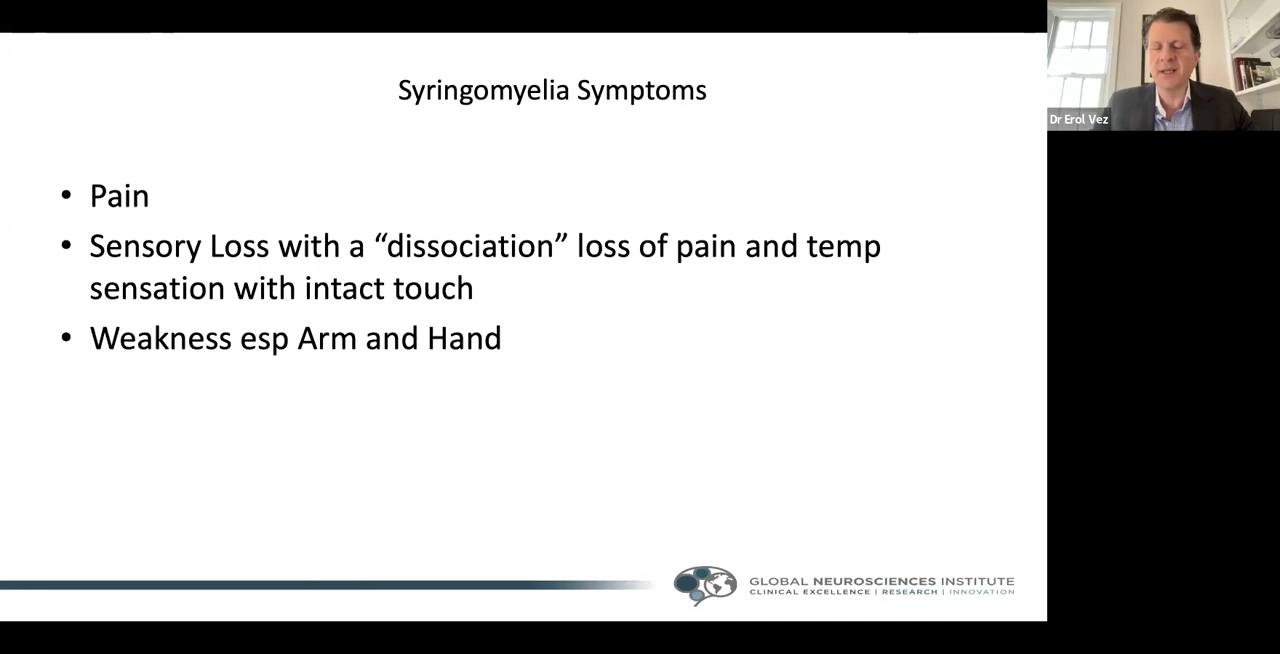 Syringomyelia Symptoms
• Pain
• Sensory Loss with a “dissociation” loss of pain and temp
sensation with intact touch
• Weakness esp Arm and Hand
GLOBAL NEUROSCIENCES INSTITUTE
CLINICAL EXCELLENCE | RESEARCH | INNOVATION
Dr Erol Vez